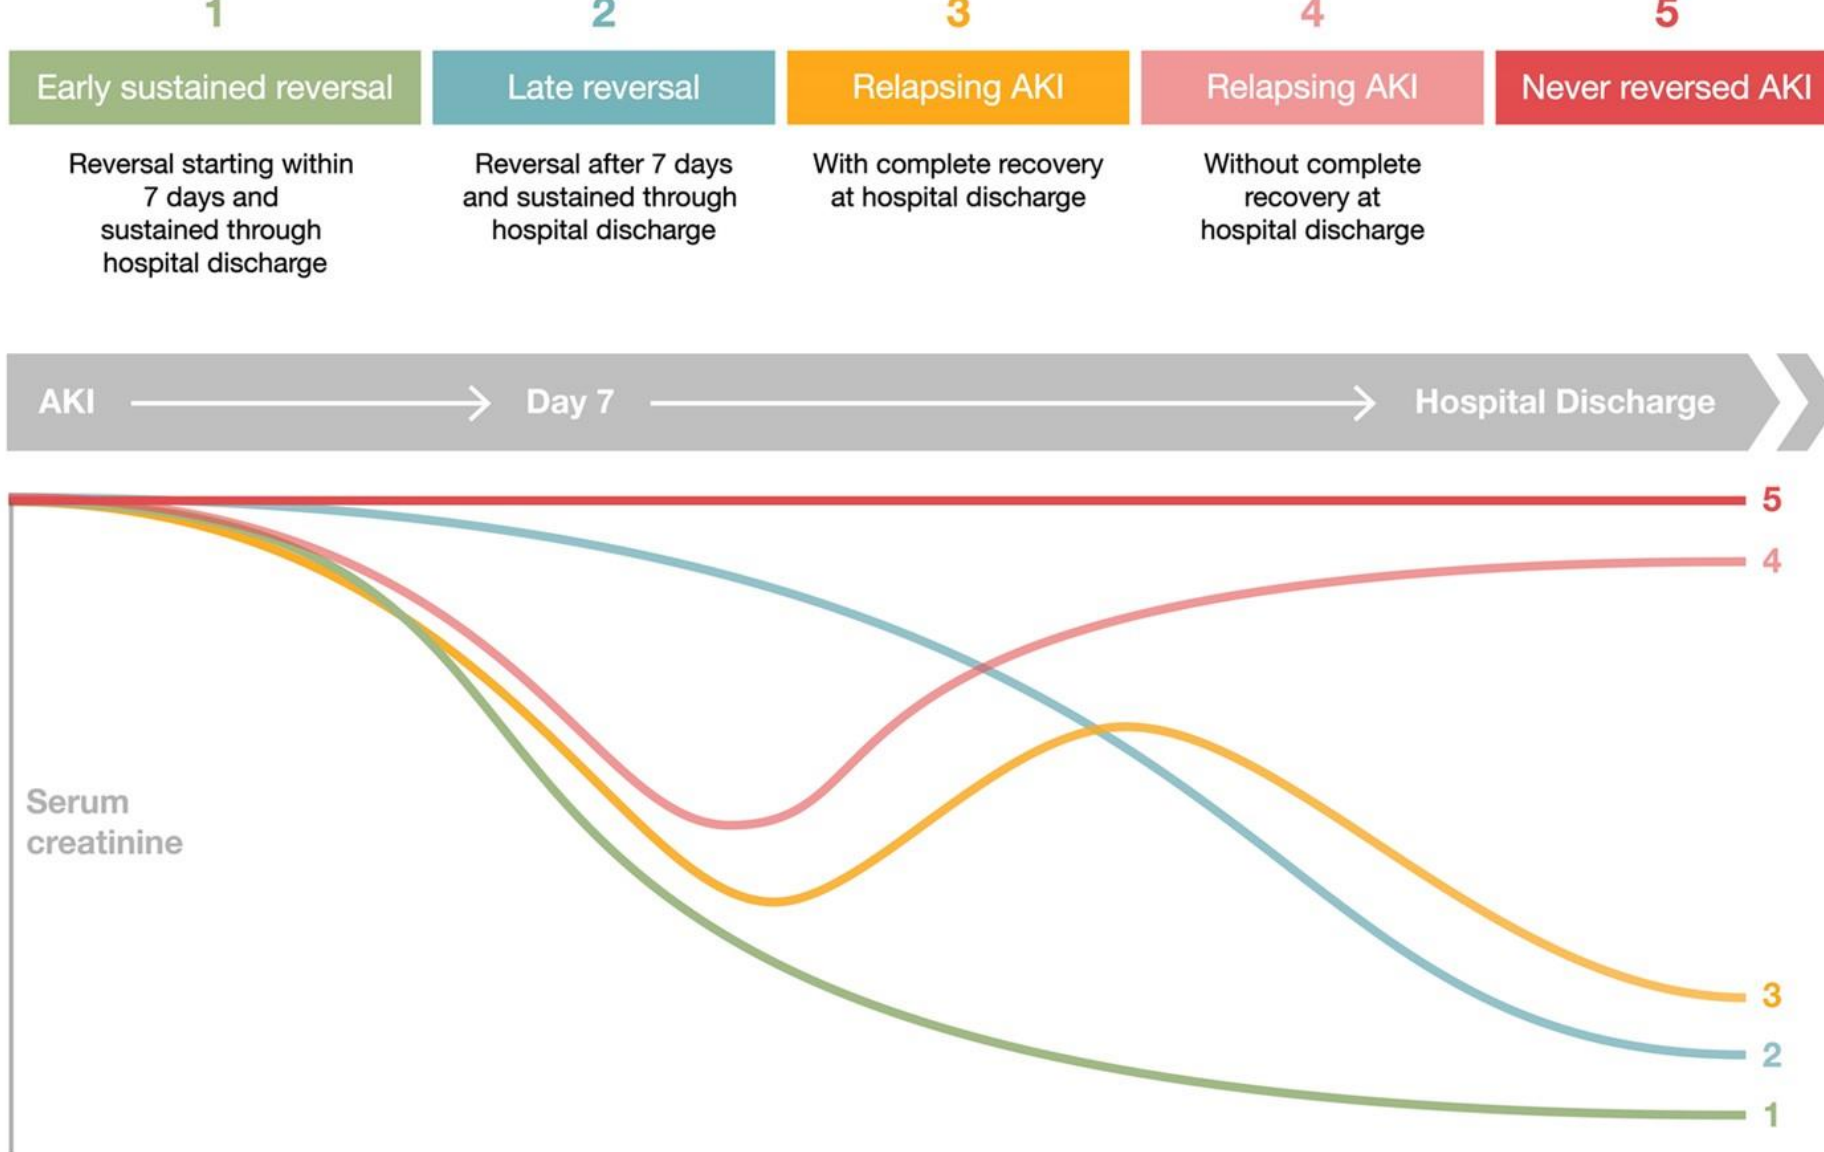 1
2
3
4
5
Early sustained reversal
Late reversal
Relapsing AKI
Relapsing AKI
Never reversed AKI
Reversal starting within
7 days and
sustained through
hospital discharge
Reversal after 7 days
and sustained through
hospital discharge
With complete recovery
at hospital discharge
Without complete
recovery at
hospital discharge
AKI
Day 7
Hospital Discharge
5
4
Serum
creatinine
3
2
1